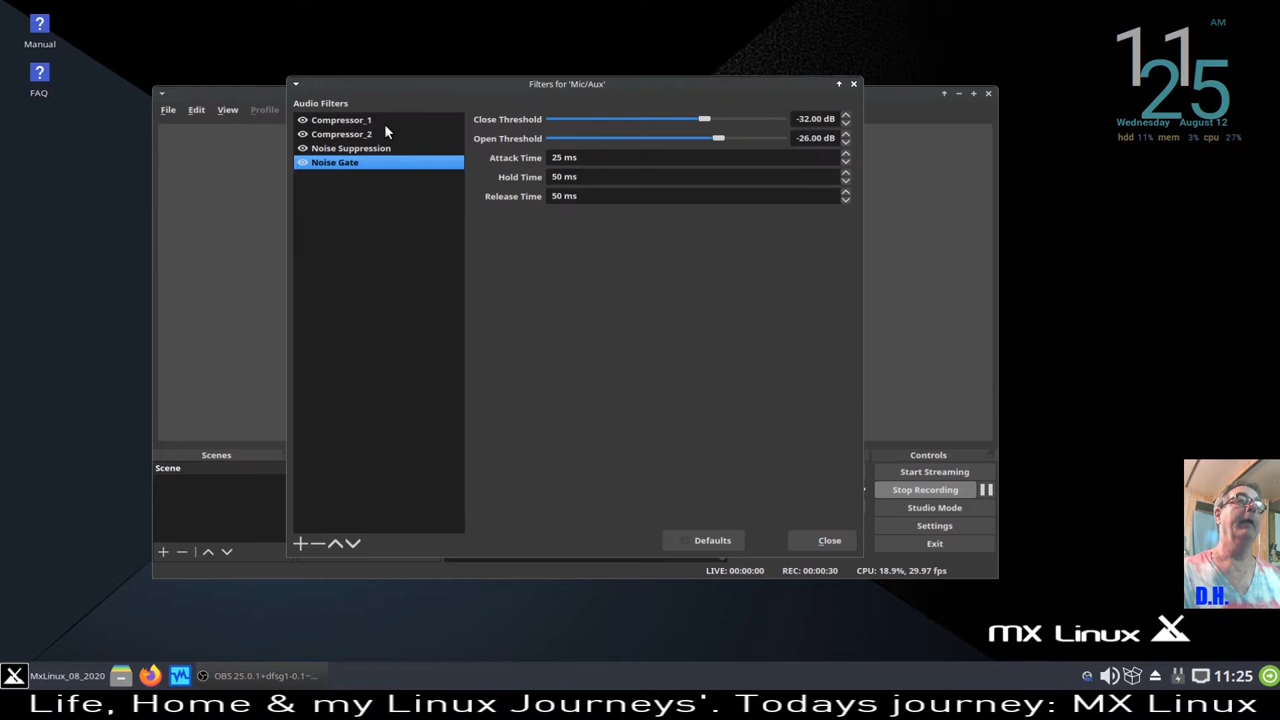 Manual
FAQ
AM
11
25
Wednesday August 12
hdd 11% mem 3% cpu 27%
Filters for 'Mic/Aux'
File Edit View Profile
Audio Filters
Compressor_1
Compressor_2
Noise Suppression
Noise Gate
Close Threshold -32.00 dB
Open Threshold -26.00 dB
Attack Time 25 ms
Hold Time 50 ms
Release Time 50 ms
Defaults Close
Scenes
Scene
Controls
Start Streaming
Stop Recording
Studio Mode
Settings
Exit
LIVE: 00:00:00 REC: 00:00:30 CPU: 18.9%, 29.97 fps
D.H.
MX Linux
MxLinux_08_2020
OBS 25.0.1+dfsg1-0.1~...
11:25
Life, Home & my Linux Journeys'. Todays journey: MX Linux